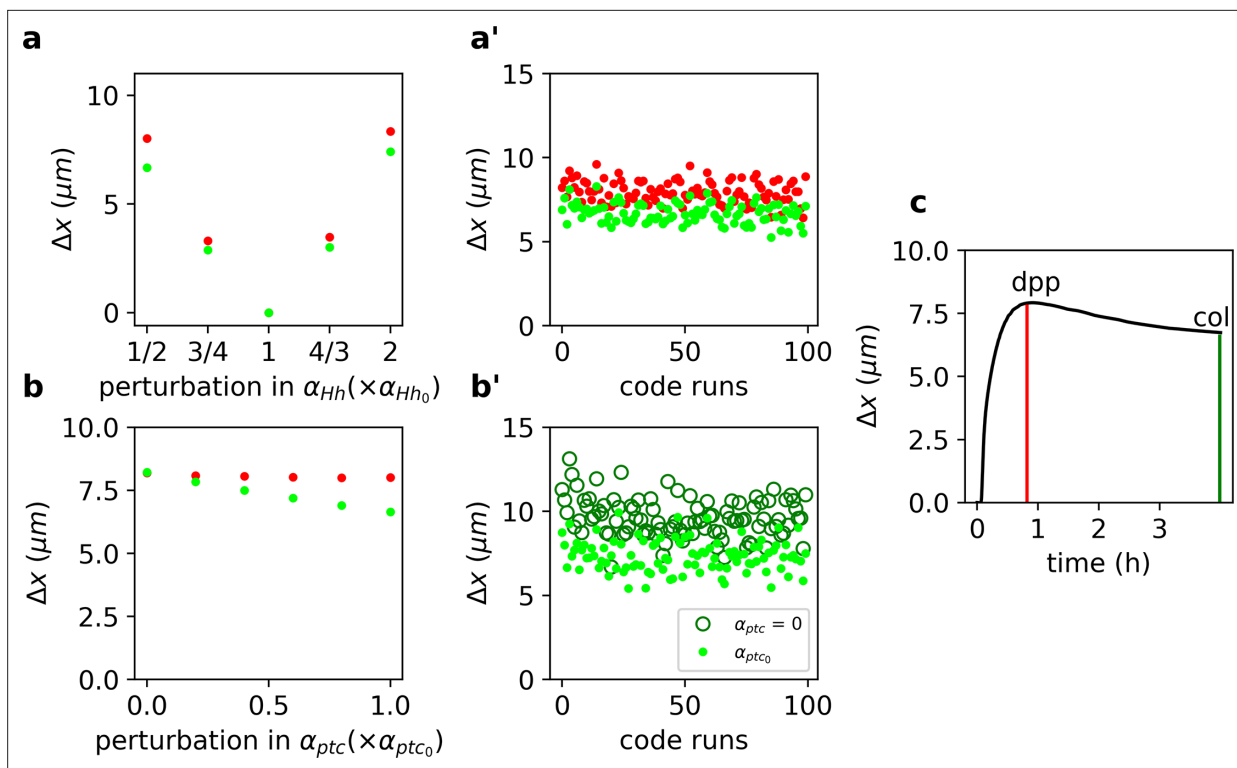 a
10
5
0
Δx (μm)
1/2 3/4 1 4/3 2
perturbation in α_Hh(×α_Hh₀)
a'
15
10
5
0
Δx (μm)
0 50 100
code runs
b
10.0
7.5
5.0
2.5
0.0
Δx (μm)
0.0 0.5 1.0
perturbation in α_ptc(×α_ptc₀)
b'
15
10
5
0
Δx (μm)
α_ptc = 0
α_ptc₀
0 50 100
code runs
c
10.0
7.5
5.0
2.5
0.0
Δx (μm)
dpp
col
0 1 2 3
time (h)